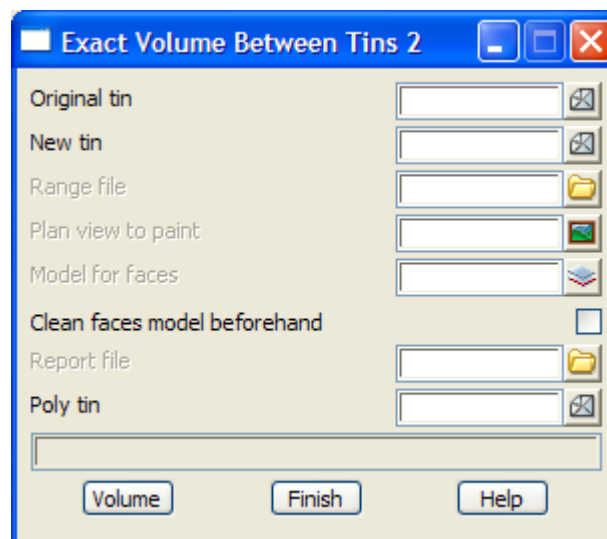 Exact Volume Between Tins 2
Original tin
New tin
Range file
Plan view to paint
Model for faces
Clean faces model beforehand
Report file
Poly tin
Volume Finish Help